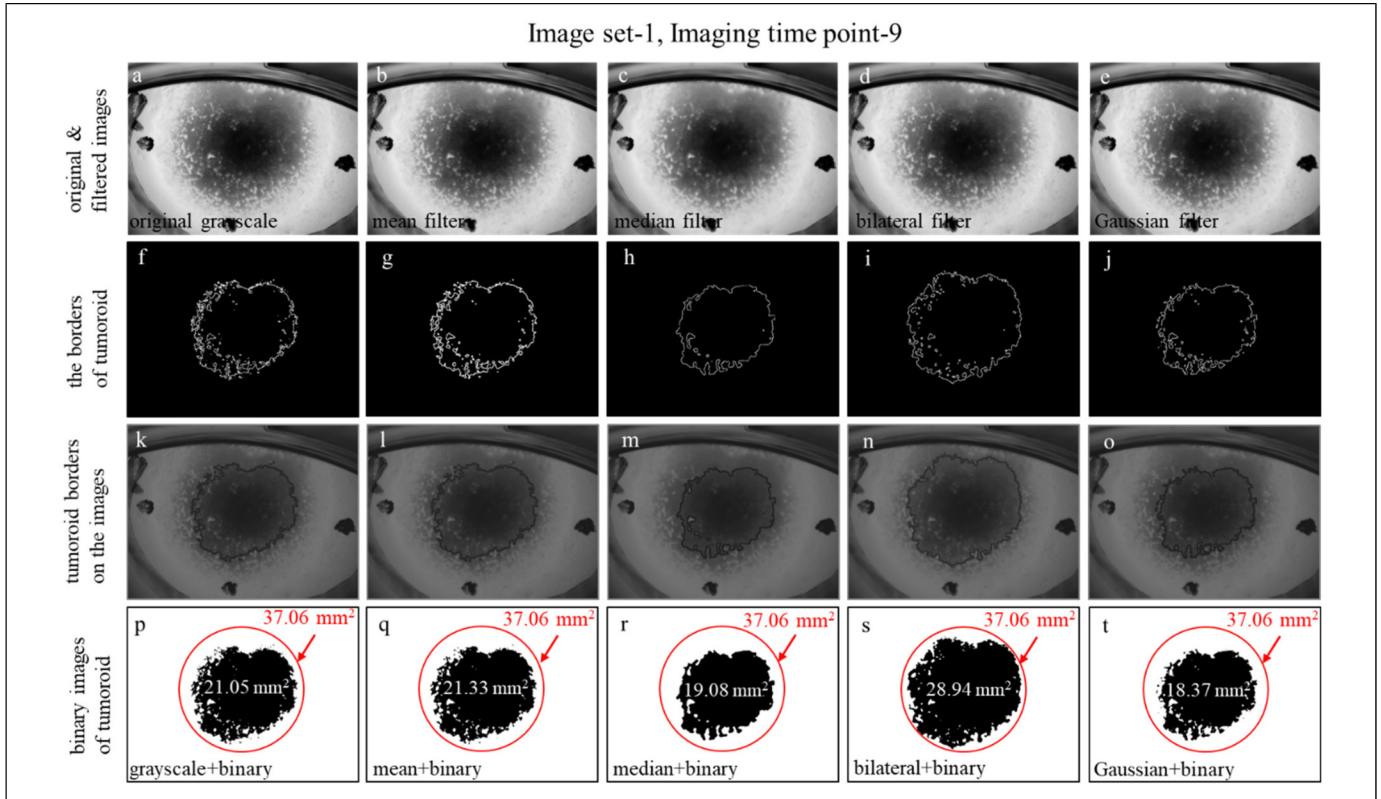 Image set-1, Imaging time point-9
original &
filtered images
a
b
c
d
e
original grayscale
mean filter
median filter
bilateral filter
Gaussian filter
the borders
of tumoroid
f
g
h
i
j
tumoroid borders
on the images
k
l
m
n
o
binary images
of tumoroid
p
37.06 mm²
21.05 mm²
grayscale+binary
q
37.06 mm²
21.33 mm²
mean+binary
r
37.06 mm²
19.08 mm²
median+binary
s
37.06 mm²
28.94 mm²
bilateral+binary
t
37.06 mm²
18.37 mm²
Gaussian+binary